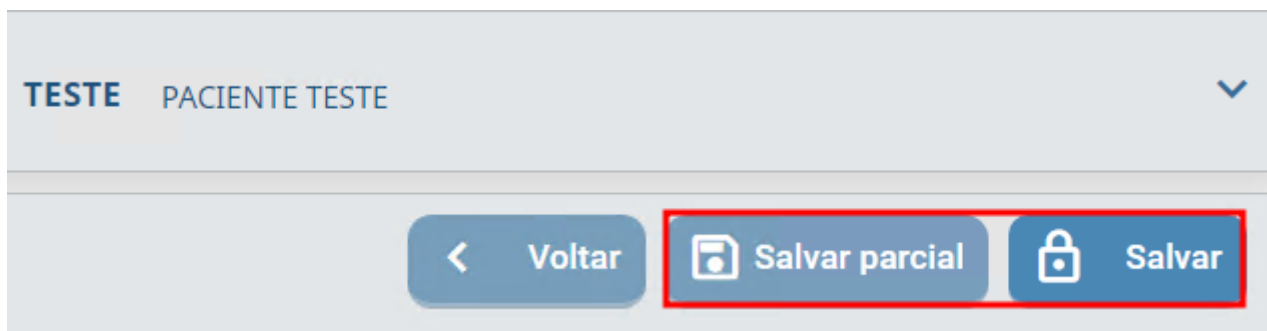 TESTE PACIENTE TESTE
Voltar Salvar parcial Salvar